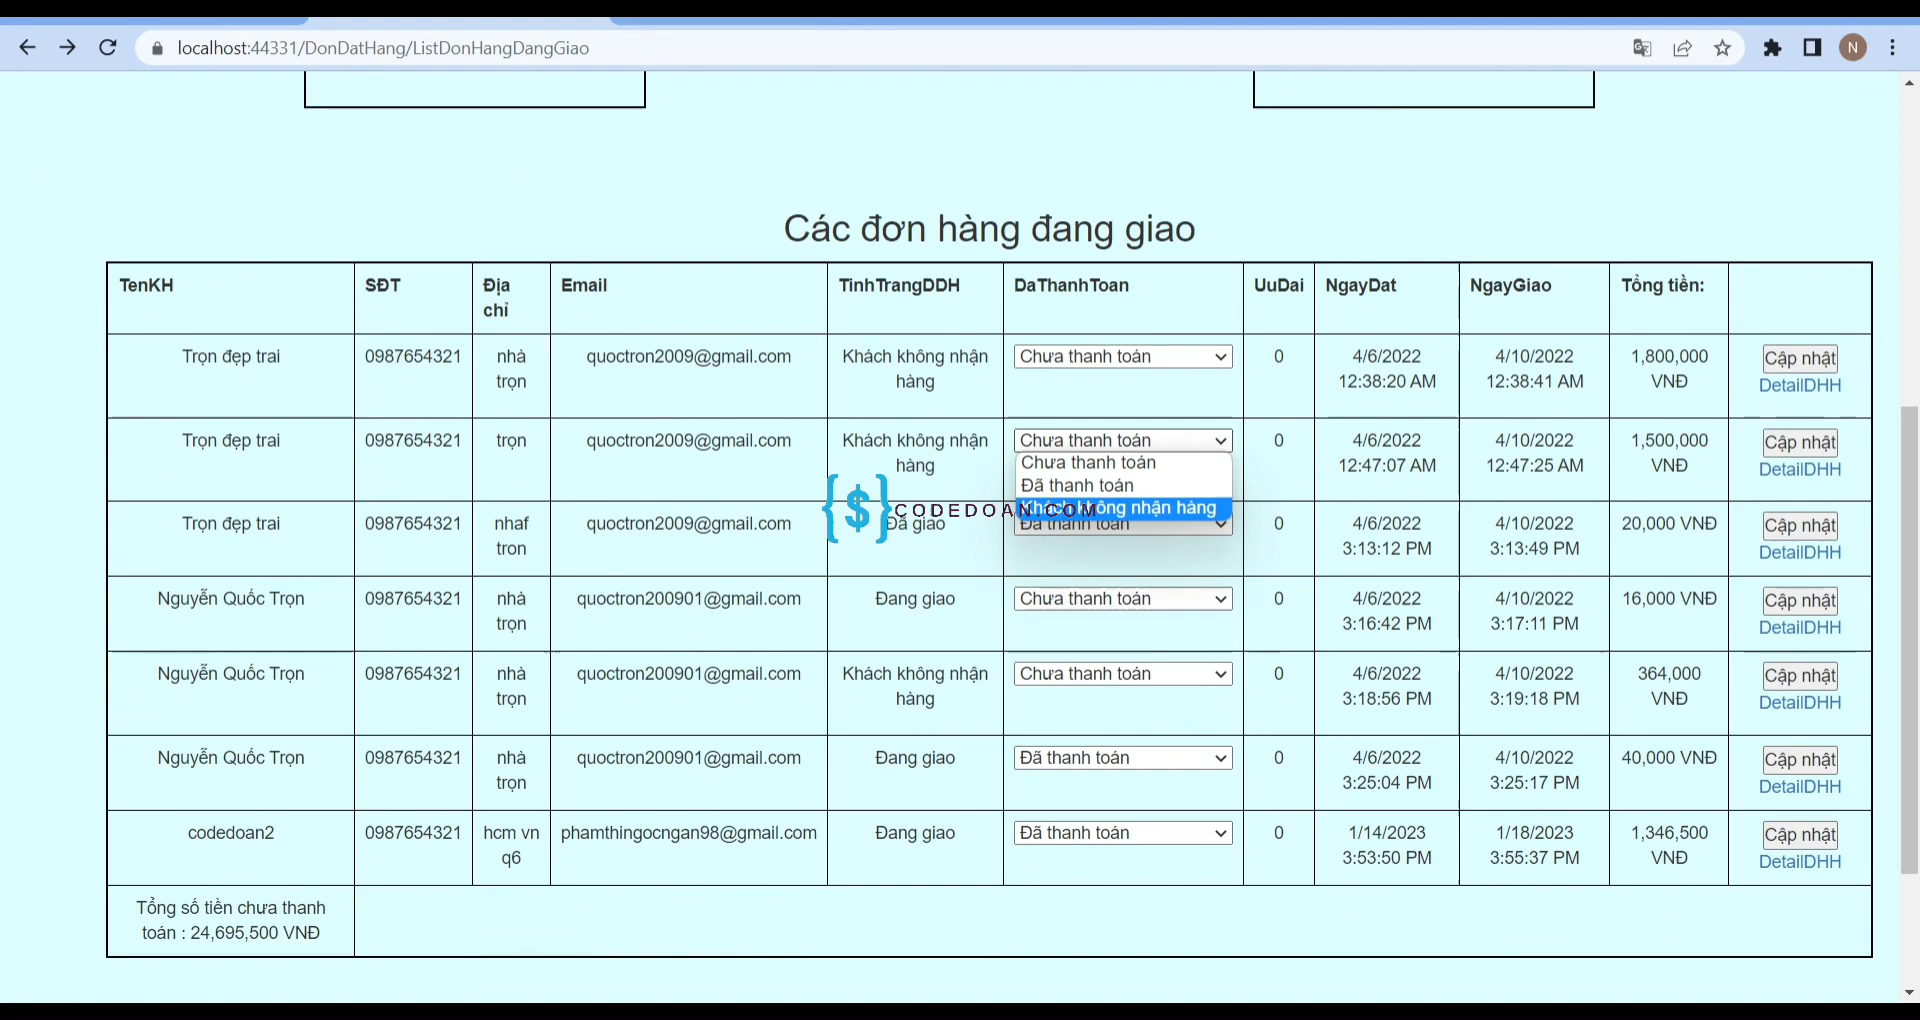 localhost:44331/DonDatHang/ListDonHangDangGiao
N
Các đơn hàng đang giao
TenKH SĐT Địa chỉ Email TinhTrangDDH DaThanhToan UuDai NgayDat NgayGiao Tổng tiền:
Trọn đẹp trai 0987654321 nhà quoctron2009@gmail.com Khách không nhận Chưa thanh toán 0 4/6/2022 4/10/2022 1,800,000 Cập nhật
trọn hàng 12:38:20 AM 12:38:41 AM VNĐ DetailDHH
Trọn đẹp trai 0987654321 trọn quoctron2009@gmail.com Khách không nhận Chưa thanh toán 0 4/6/2022 4/10/2022 1,500,000 Cập nhật
hàng 12:47:07 AM 12:47:25 AM VNĐ DetailDHH
Chưa thanh toán
Đã thanh toán
Khách không nhận hàng
{$}CODEDOAN.COM
Trọn đẹp trai 0987654321 nhaf quoctron2009@gmail.com Đã giao Đã thanh toán 0 4/6/2022 4/10/2022 20,000 VNĐ Cập nhật
tron 3:13:12 PM 3:13:49 PM DetailDHH
Nguyễn Quốc Trọn 0987654321 nhà quoctron200901@gmail.com Đang giao Chưa thanh toán 0 4/6/2022 4/10/2022 16,000 VNĐ Cập nhật
trọn 3:16:42 PM 3:17:11 PM DetailDHH
Nguyễn Quốc Trọn 0987654321 nhà quoctron200901@gmail.com Khách không nhận Chưa thanh toán 0 4/6/2022 4/10/2022 364,000 Cập nhật
trọn hàng 3:18:56 PM 3:19:18 PM VNĐ DetailDHH
Nguyễn Quốc Trọn 0987654321 nhà quoctron200901@gmail.com Đang giao Đã thanh toán 0 4/6/2022 4/10/2022 40,000 VNĐ Cập nhật
trọn 3:25:04 PM 3:25:17 PM DetailDHH
codedoan2 0987654321 hcm vn phamthingocngan98@gmail.com Đang giao Đã thanh toán 0 1/14/2023 1/18/2023 1,346,500 Cập nhật
q6 3:53:50 PM 3:55:37 PM VNĐ DetailDHH
Tổng số tiền chưa thanh
toán : 24,695,500 VNĐ